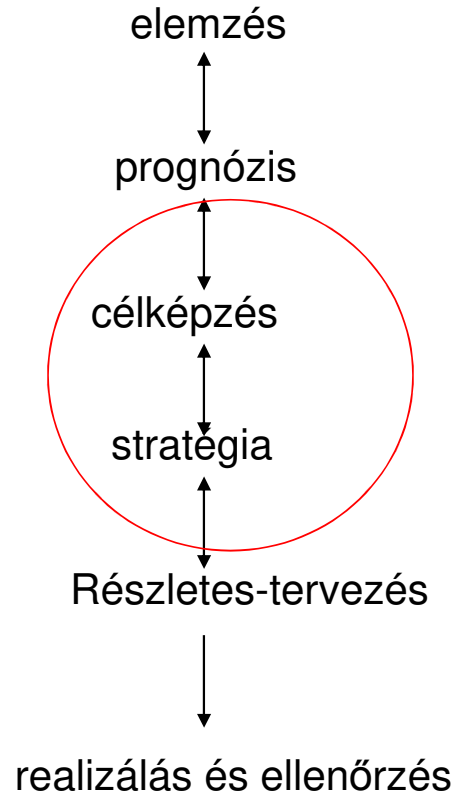 elemzés
prognózis
célképzés
stratégia
Részletes-tervezés
realizálás és ellenőrzés